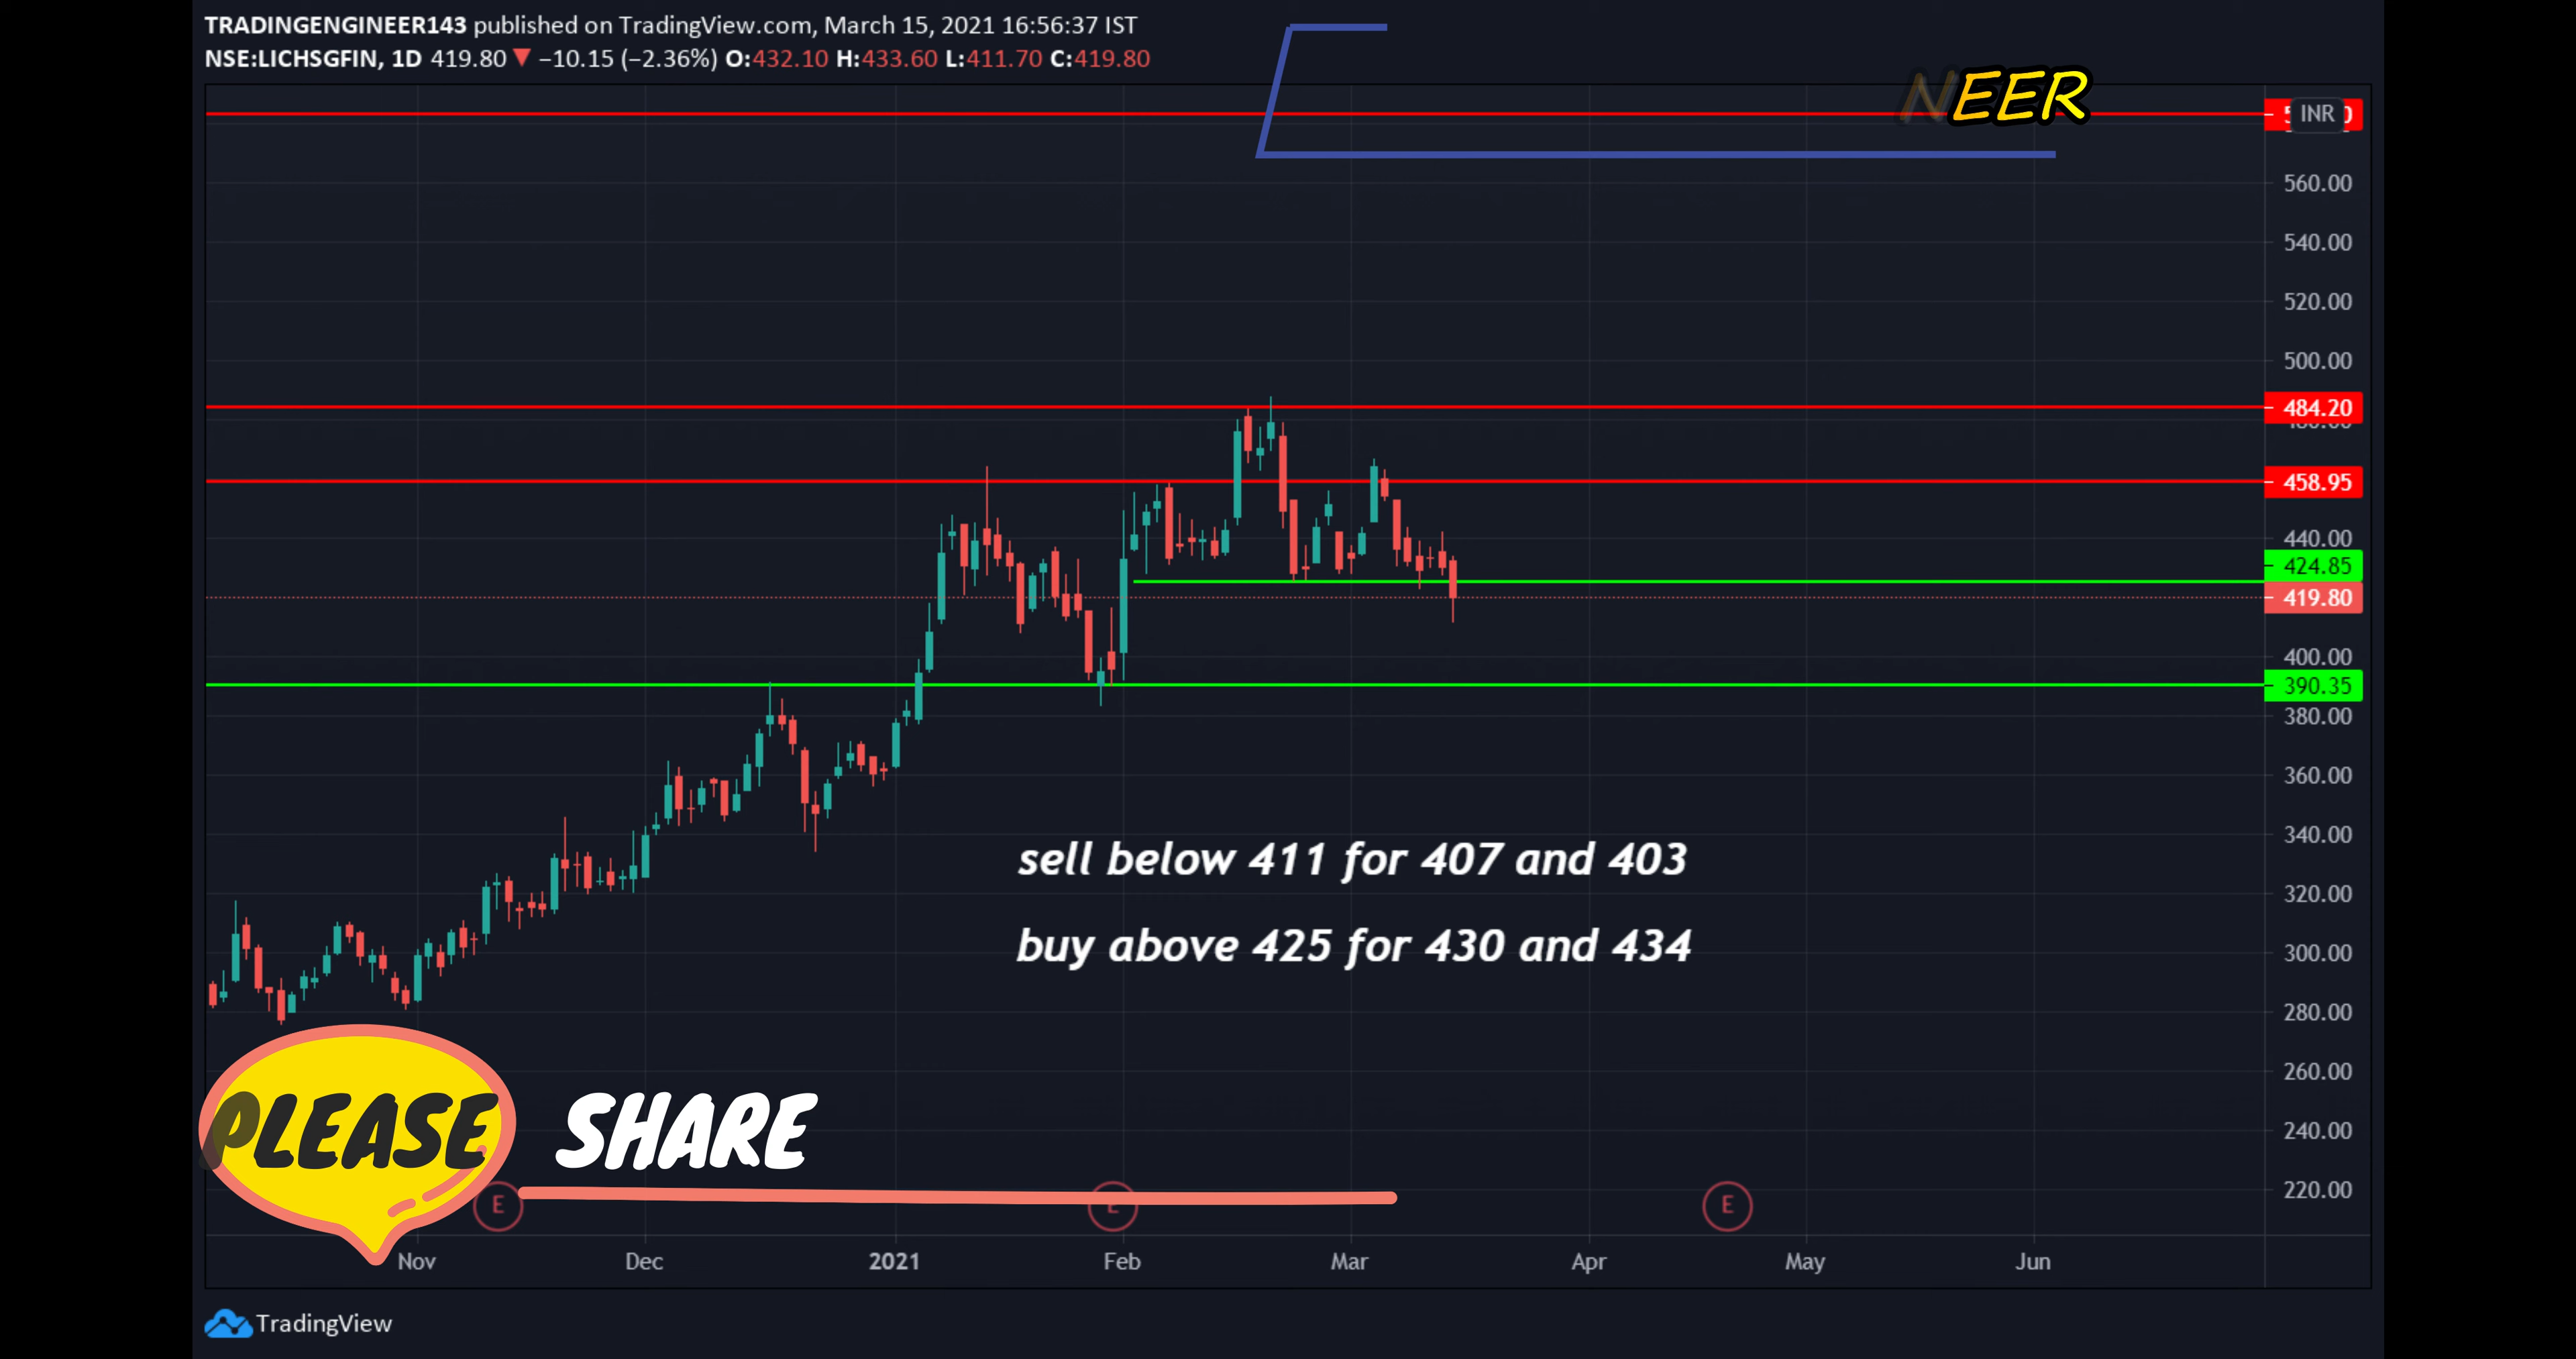 TRADINGENGINEER143 published on TradingView.com, March 15, 2021 16:56:37 IST
NSE:LICHSGFIN, 1D 419.80 ▼ −10.15 (−2.36%) O:432.10 H:433.60 L:411.70 C:419.80
NEER
INR
560.00
540.00
520.00
500.00
484.20
458.95
440.00
424.85
419.80
400.00
390.35
380.00
360.00
340.00
sell below 411 for 407 and 403
320.00
buy above 425 for 430 and 434
300.00
280.00
260.00
PLEASE SHARE
240.00
220.00
E E E
Nov Dec 2021 Feb Mar Apr May Jun
TradingView